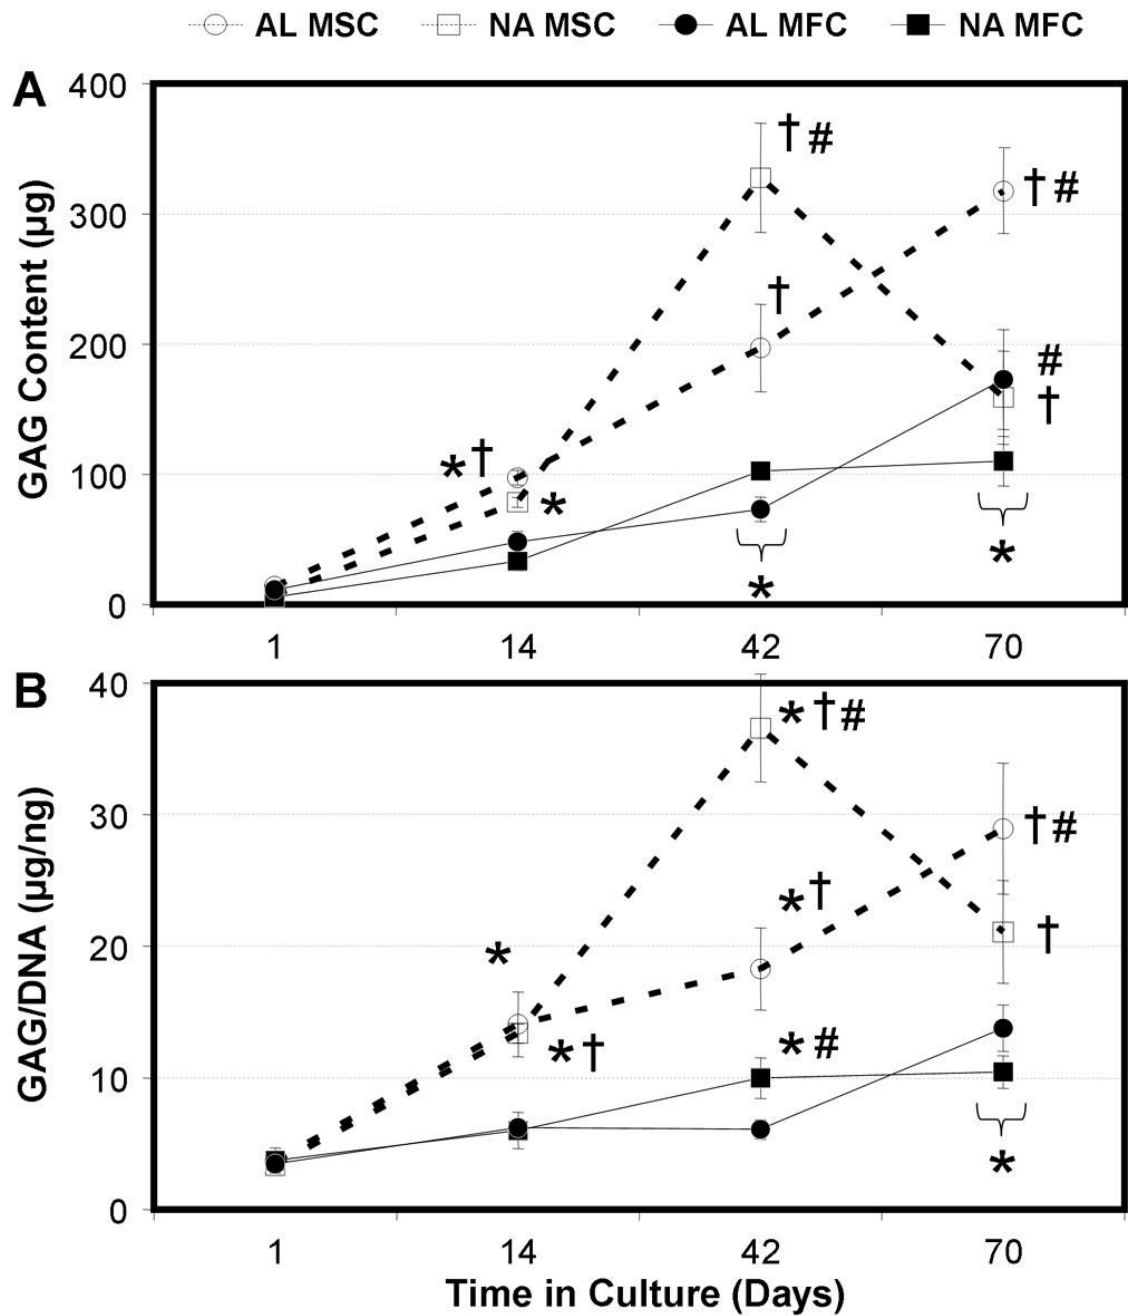 AL MSC NA MSC AL MFC NA MFC
A
GAG Content (µg)
400
300
200
100
0
† #
† #
†
#
†
* †
*
*
*
1 14 42 70
B
GAG/DNA (µg/ng)
40
30
20
10
0
* † #
† #
* †
†
*
* †
* #
*
1 14 42 70
Time in Culture (Days)